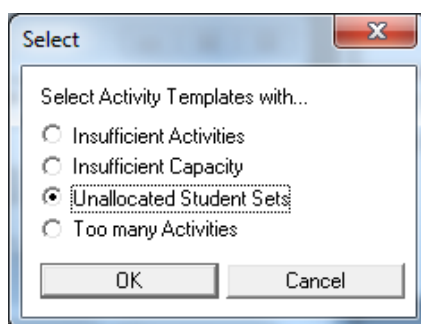 Select
Select Activity Templates with...
Insufficient Activities
Insufficient Capacity
Unallocated Student Sets
Too many Activities
OK Cancel